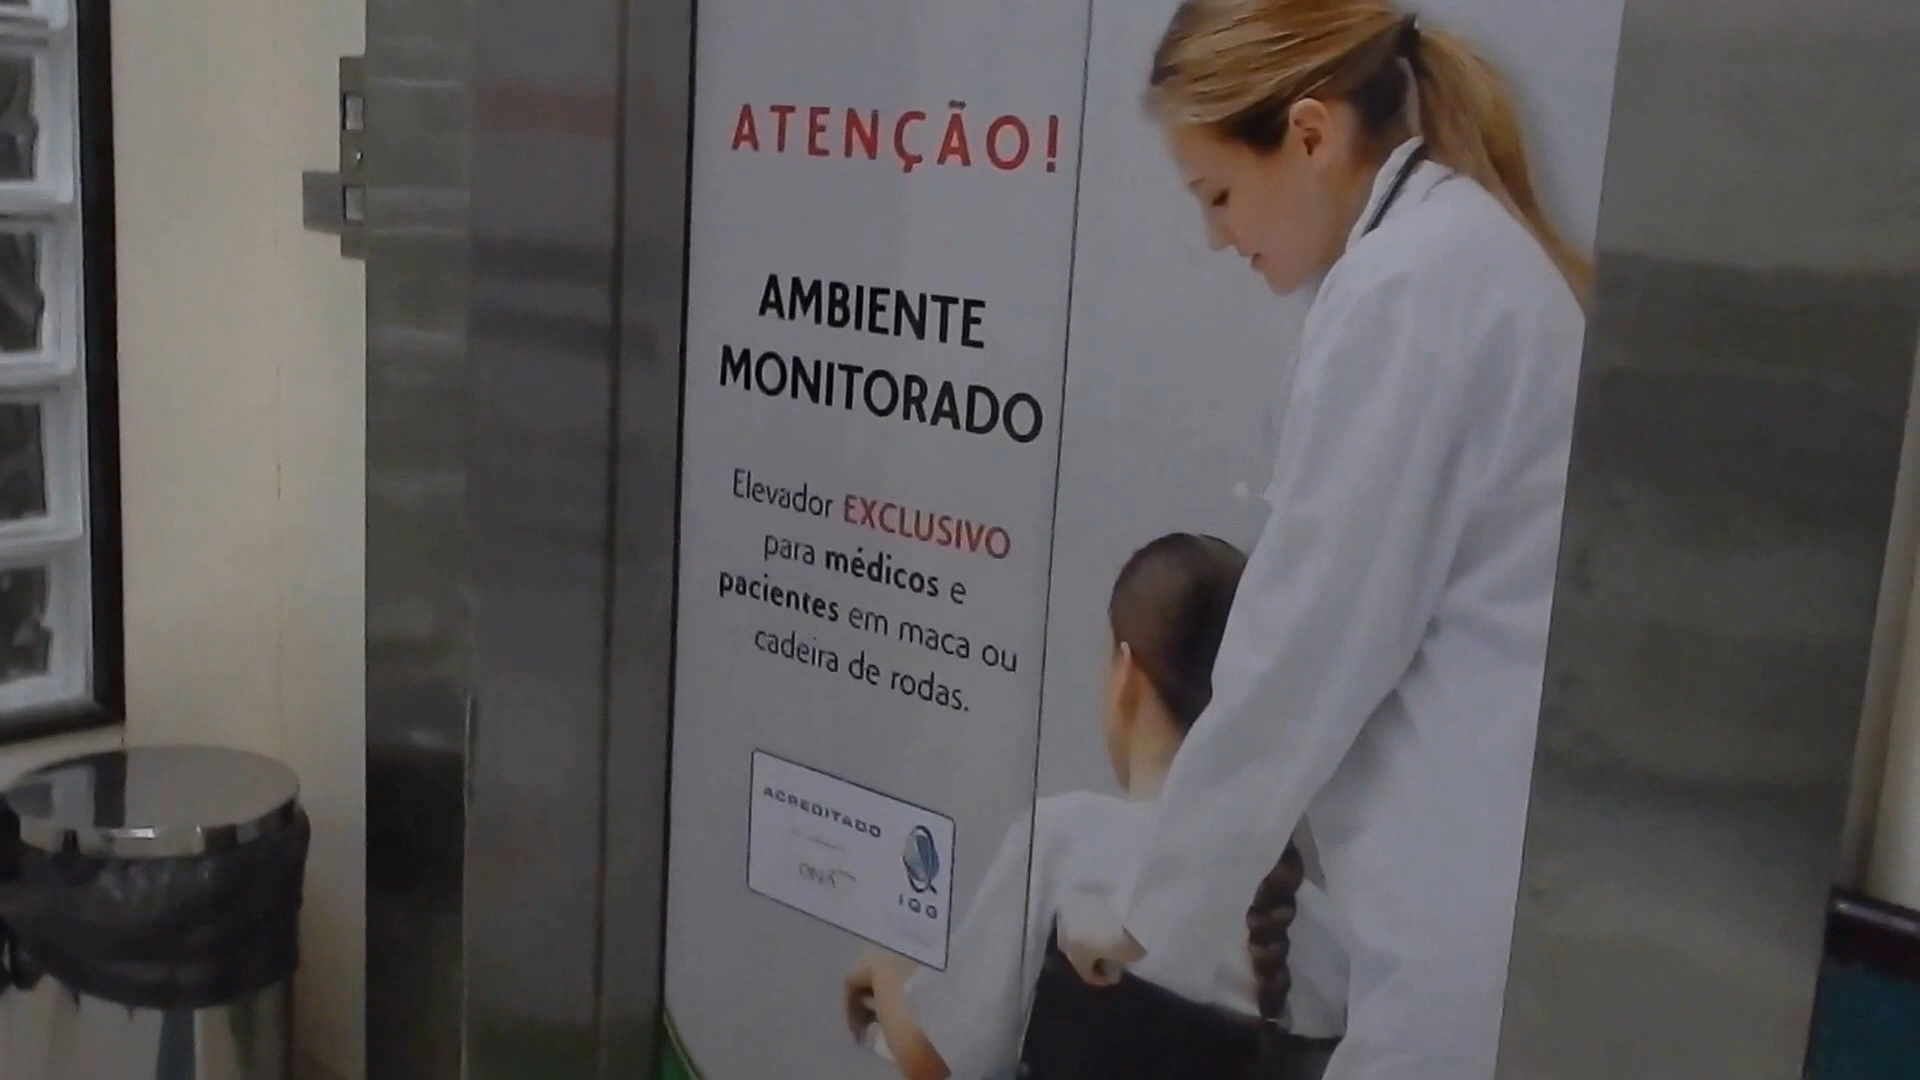 ATENÇÃO!
AMBIENTE
MONITORADO
Elevador EXCLUSIVO
para médicos e
pacientes em maca ou
cadeira de rodas.
ACREDITADO
ONA
IQG